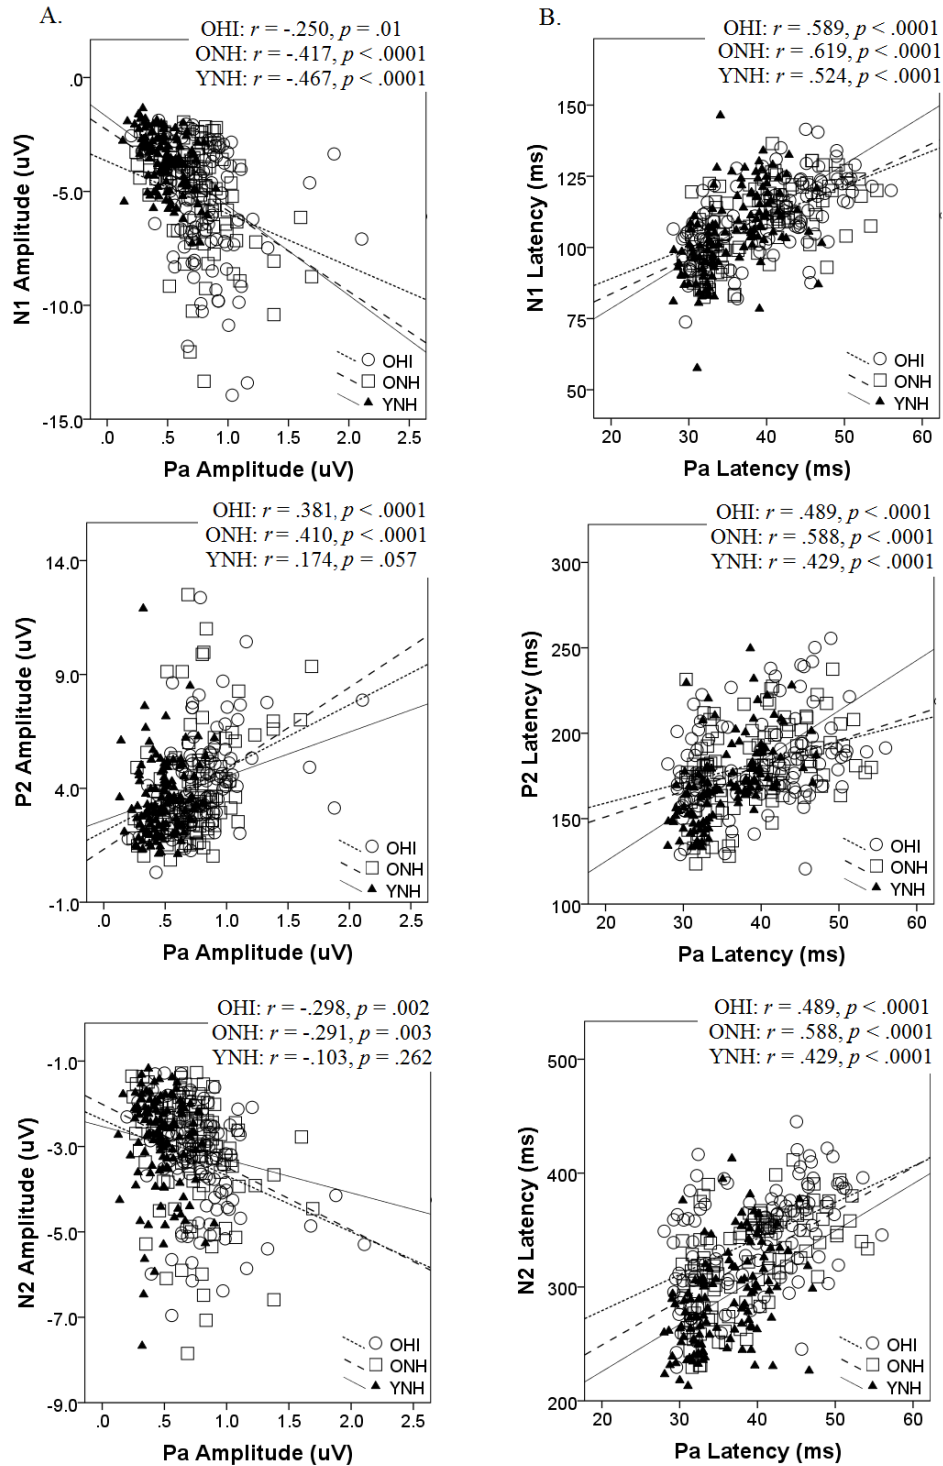 A.
OHI: r = -.250, p = .01
ONH: r = -.417, p < .0001
YNH: r = -.467, p < .0001
N1 Amplitude (uV)
.0
-5.0
-10.0
-15.0
OHI
ONH
YNH
.0 .5 1.0 1.5 2.0 2.5
Pa Amplitude (uV)
B.
OHI: r = .589, p < .0001
ONH: r = .619, p < .0001
YNH: r = .524, p < .0001
N1 Latency (ms)
150
125
100
75
50
OHI
ONH
YNH
20 30 40 50 60
Pa Latency (ms)
OHI: r = .381, p < .0001
ONH: r = .410, p < .0001
YNH: r = .174, p = .057
P2 Amplitude (uV)
14.0
9.0
4.0
-1.0
OHI
ONH
YNH
.0 .5 1.0 1.5 2.0 2.5
Pa Amplitude (uV)
OHI: r = .489, p < .0001
ONH: r = .588, p < .0001
YNH: r = .429, p < .0001
P2 Latency (ms)
300
250
200
150
100
OHI
ONH
YNH
20 30 40 50 60
Pa Latency (ms)
OHI: r = -.298, p = .002
ONH: r = -.291, p = .003
YNH: r = -.103, p = .262
N2 Amplitude (uV)
-1.0
-3.0
-5.0
-7.0
-9.0
OHI
ONH
YNH
.0 .5 1.0 1.5 2.0 2.5
Pa Amplitude (uV)
OHI: r = .489, p < .0001
ONH: r = .588, p < .0001
YNH: r = .429, p < .0001
N2 Latency (ms)
500
400
300
200
OHI
ONH
YNH
20 30 40 50 60
Pa Latency (ms)